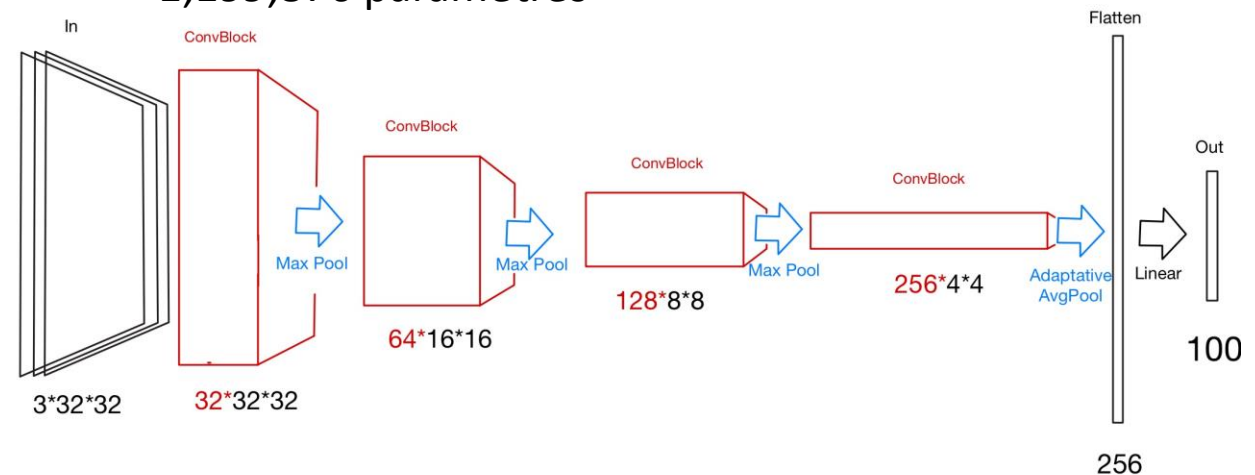 parametres
In
ConvBlock
Max Pool
ConvBlock
Max Pool
ConvBlock
Max Pool
ConvBlock
Adaptative
AvgPool
Flatten
Linear
Out
3*32*32
32*32*32
64*16*16
128*8*8
256*4*4
256
100